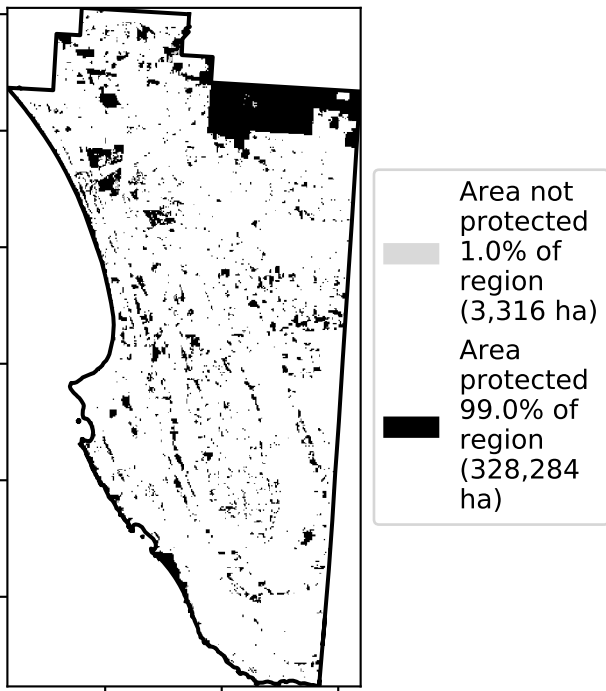 Area not
protected
1.0% of
region
(3,316 ha)
Area
protected
99.0% of
region
(328,284
ha)